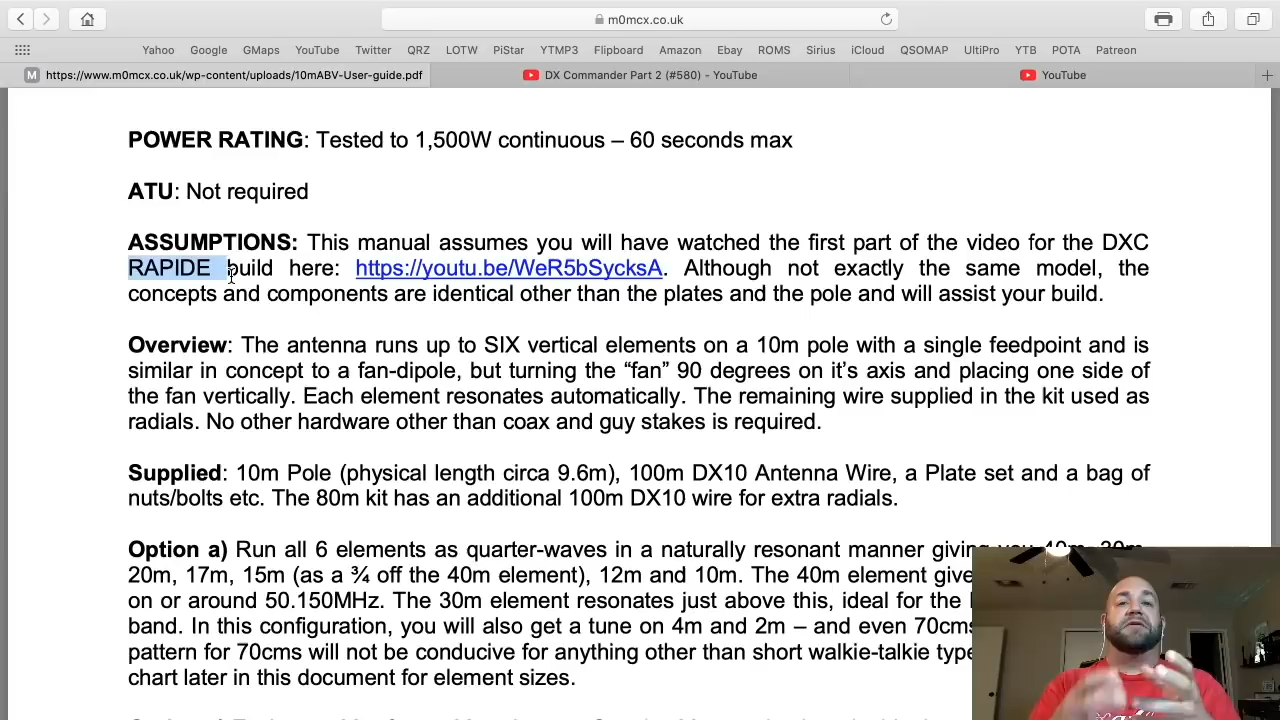 m0mcx.co.uk
Yahoo Google GMaps YouTube Twitter QRZ LOTW PiStar YTMP3 Flipboard Amazon Ebay ROMS Sirius iCloud QSOMAP UltiPro YTB POTA Patreon
M https://www.m0mcx.co.uk/wp-content/uploads/10mABV-User-guide.pdf DX Commander Part 2 (#580) - YouTube YouTube
POWER RATING: Tested to 1,500W continuous – 60 seconds max
ATU: Not required
ASSUMPTIONS: This manual assumes you will have watched the first part of the video for the DXC
RAPIDE build here: https://youtu.be/WeR5bSycksA. Although not exactly the same model, the
concepts and components are identical other than the plates and the pole and will assist your build.
Overview: The antenna runs up to SIX vertical elements on a 10m pole with a single feedpoint and is
similar in concept to a fan-dipole, but turning the “fan” 90 degrees on it’s axis and placing one side of
the fan vertically. Each element resonates automatically. The remaining wire supplied in the kit used as
radials. No other hardware other than coax and guy stakes is required.
Supplied: 10m Pole (physical length circa 9.6m), 100m DX10 Antenna Wire, a Plate set and a bag of
nuts/bolts etc. The 80m kit has an additional 100m DX10 wire for extra radials.
Option a) Run all 6 elements as quarter-waves in a naturally resonant manner giving you 40m, 30m,
20m, 17m, 15m (as a ¾ off the 40m element), 12m and 10m. The 40m element give
on or around 50.150MHz. The 30m element resonates just above this, ideal for the
band. In this configuration, you will also get a tune on 4m and 2m – and even 70cms
pattern for 70cms will not be conducive for anything other than short walkie-talkie type
chart later in this document for element sizes.